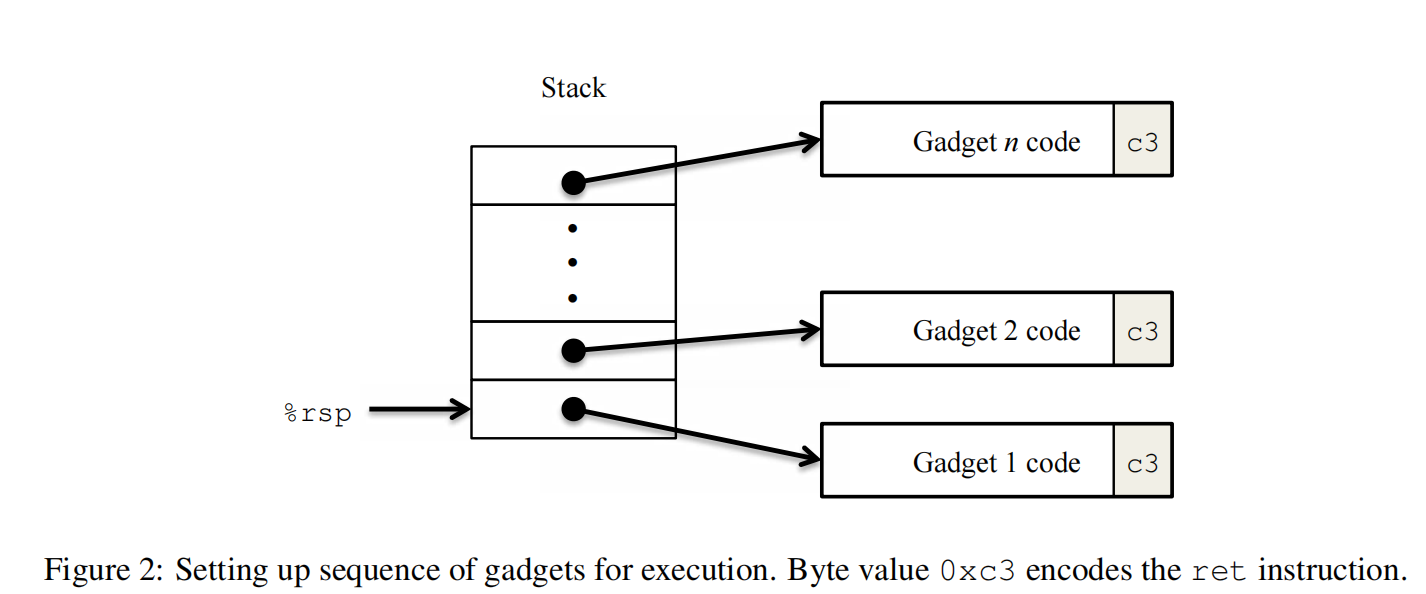 Stack
Gadget n code c3
Gadget 2 code c3
%rsp
Gadget 1 code c3
Figure 2: Setting up sequence of gadgets for execution. Byte value 0xc3 encodes the ret instruction.